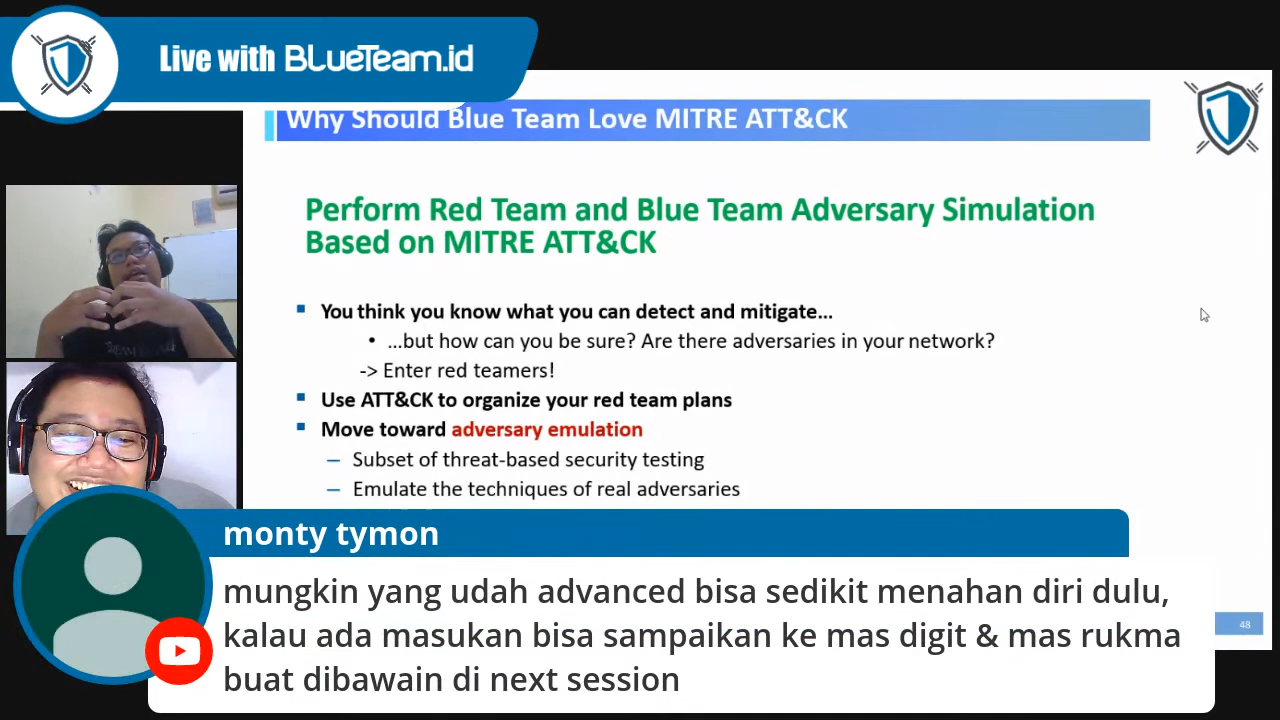 Live with BLueTeam.id
Why Should Blue Team Love MITRE ATT&CK
Perform Red Team and Blue Team Adversary Simulation
Based on MITRE ATT&CK
▪ You think you know what you can detect and mitigate...
• ...but how can you be sure? Are there adversaries in your network?
-> Enter red teamers!
▪ Use ATT&CK to organize your red team plans
▪ Move toward adversary emulation
– Subset of threat-based security testing
– Emulate the techniques of real adversaries
monty tymon
mungkin yang udah advanced bisa sedikit menahan diri dulu,
kalau ada masukan bisa sampaikan ke mas digit & mas rukma
buat dibawain di next session
48